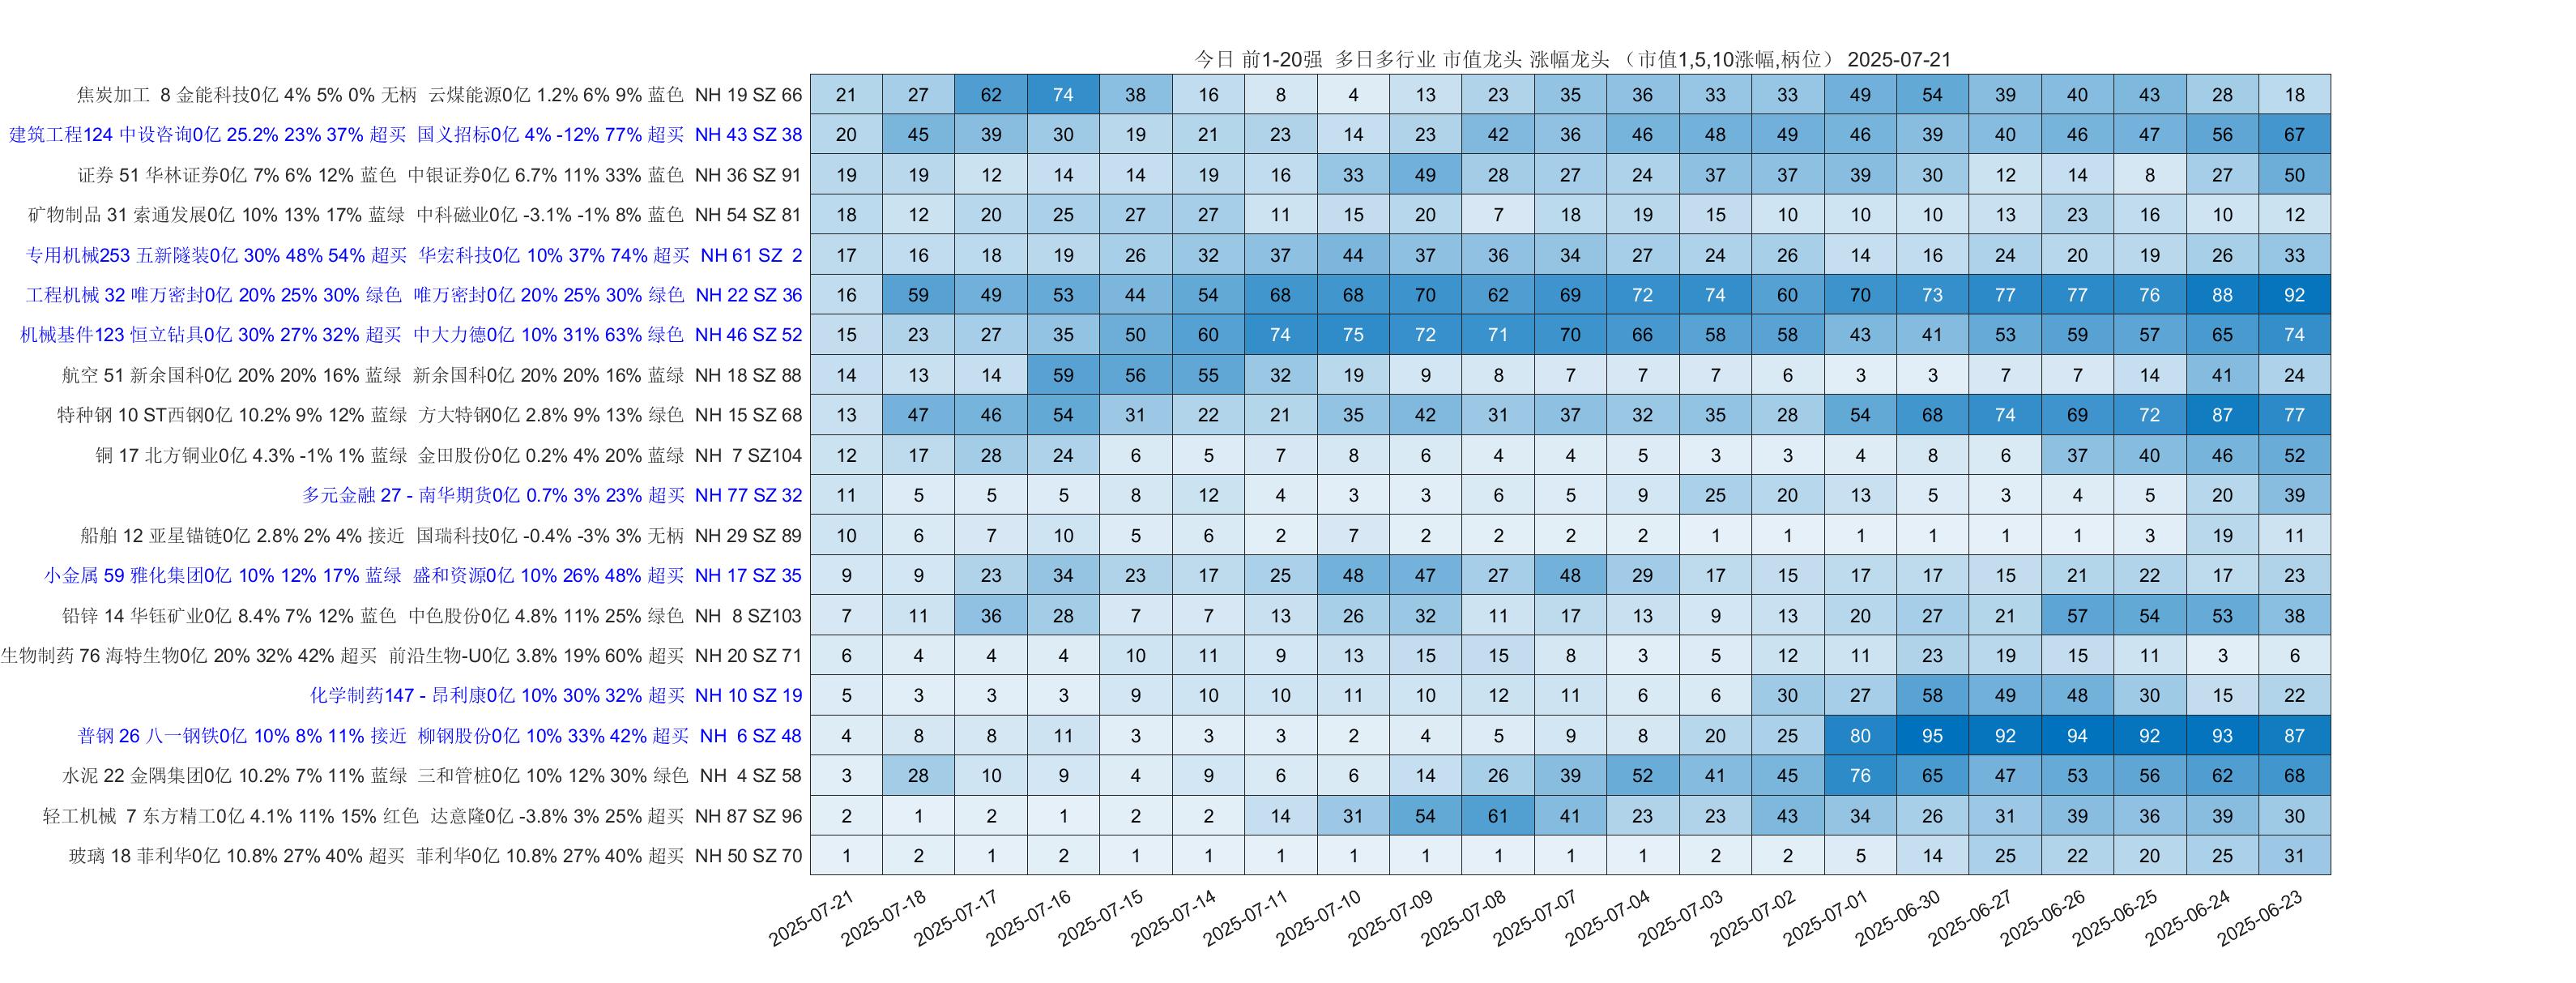 今日 前1-20强 多日多行业 市值龙头 涨幅龙头 （市值1,5,10涨幅,柄位） 2025-07-21
焦炭加工 8 金能科技0亿 4% 5% 0% 无柄 云煤能源0亿 1.2% 6% 9% 蓝色 NH 19 SZ 66 21 27 62 74 38 16 8 4 13 23 35 36 33 33 49 54 39 40 43 28 18
建筑工程124 中设咨询0亿 25.2% 23% 37% 超买 国义招标0亿 4% -12% 77% 超买 NH 43 SZ 38 20 45 39 30 19 21 23 14 23 42 36 46 48 49 46 39 40 46 47 56 67
证券 51 华林证券0亿 7% 6% 12% 蓝色 中银证券0亿 6.7% 11% 33% 蓝色 NH 36 SZ 91 19 19 12 14 14 19 16 33 49 28 27 24 37 37 39 30 12 14 8 27 50
矿物制品 31 索通发展0亿 10% 13% 17% 蓝绿 中科磁业0亿 -3.1% -1% 8% 蓝色 NH 54 SZ 81 18 12 20 25 27 27 11 15 20 7 18 19 15 10 10 10 13 23 16 10 12
专用机械253 五新隧装0亿 30% 48% 54% 超买 华宏科技0亿 10% 37% 74% 超买 NH 61 SZ 2 17 16 18 19 26 32 37 44 37 36 34 27 24 26 14 16 24 20 19 26 33
工程机械 32 唯万密封0亿 20% 25% 30% 绿色 唯万密封0亿 20% 25% 30% 绿色 NH 22 SZ 36 16 59 49 53 44 54 68 68 70 62 69 72 74 60 70 73 77 77 76 88 92
机械基件123 恒立钻具0亿 30% 27% 32% 超买 中大力德0亿 10% 31% 63% 绿色 NH 46 SZ 52 15 23 27 35 50 60 74 75 72 71 70 66 58 58 43 41 53 59 57 65 74
航空 51 新余国科0亿 20% 20% 16% 蓝绿 新余国科0亿 20% 20% 16% 蓝绿 NH 18 SZ 88 14 13 14 59 56 55 32 19 9 8 7 7 7 6 3 3 7 7 14 41 24
特种钢 10 ST西钢0亿 10.2% 9% 12% 蓝绿 方大特钢0亿 2.8% 9% 13% 绿色 NH 15 SZ 68 13 47 46 54 31 22 21 35 42 31 37 32 35 28 54 68 74 69 72 87 77
铜 17 北方铜业0亿 4.3% -1% 1% 蓝绿 金田股份0亿 0.2% 4% 20% 蓝绿 NH 7 SZ104 12 17 28 24 6 5 7 8 6 4 4 5 3 3 4 8 6 37 40 46 52
多元金融 27 - 南华期货0亿 0.7% 3% 23% 超买 NH 77 SZ 32 11 5 5 5 8 12 4 3 3 6 5 9 25 20 13 5 3 4 5 20 39
船舶 12 亚星锚链0亿 2.8% 2% 4% 接近 国瑞科技0亿 -0.4% -3% 3% 无柄 NH 29 SZ 89 10 6 7 10 5 6 2 7 2 2 2 2 1 1 1 1 1 1 3 19 11
小金属 59 雅化集团0亿 10% 12% 17% 蓝绿 盛和资源0亿 10% 26% 48% 超买 NH 17 SZ 35 9 9 23 34 23 17 25 48 47 27 48 29 17 15 17 17 15 21 22 17 23
铅锌 14 华钰矿业0亿 8.4% 7% 12% 蓝色 中色股份0亿 4.8% 11% 25% 绿色 NH 8 SZ103 7 11 36 28 7 7 13 26 32 11 17 13 9 13 20 27 21 57 54 53 38
生物制药 76 海特生物0亿 20% 32% 42% 超买 前沿生物-U0亿 3.8% 19% 60% 超买 NH 20 SZ 71 6 4 4 4 10 11 9 13 15 15 8 3 5 12 11 23 19 15 11 3 6
化学制药147 - 昂利康0亿 10% 30% 32% 超买 NH 10 SZ 19 5 3 3 3 9 10 10 11 10 12 11 6 6 30 27 58 49 48 30 15 22
普钢 26 八一钢铁0亿 10% 8% 11% 接近 柳钢股份0亿 10% 33% 42% 超买 NH 6 SZ 48 4 8 8 11 3 3 3 2 4 5 9 8 20 25 80 95 92 94 92 93 87
水泥 22 金隅集团0亿 10.2% 7% 11% 蓝绿 三和管桩0亿 10% 12% 30% 绿色 NH 4 SZ 58 3 28 10 9 4 9 6 6 14 26 39 52 41 45 76 65 47 53 56 62 68
轻工机械 7 东方精工0亿 4.1% 11% 15% 红色 达意隆0亿 -3.8% 3% 25% 超买 NH 87 SZ 96 2 1 2 1 2 2 14 31 54 61 41 23 23 43 34 26 31 39 36 39 30
玻璃 18 菲利华0亿 10.8% 27% 40% 超买 菲利华0亿 10.8% 27% 40% 超买 NH 50 SZ 70 1 2 1 2 1 1 1 1 1 1 1 1 2 2 5 14 25 22 20 25 31
2025-07-21 2025-07-18 2025-07-17 2025-07-16 2025-07-15 2025-07-14 2025-07-11 2025-07-10 2025-07-09 2025-07-08 2025-07-07 2025-07-04 2025-07-03 2025-07-02 2025-07-01 2025-06-30 2025-06-27 2025-06-26 2025-06-25 2025-06-24 2025-06-23